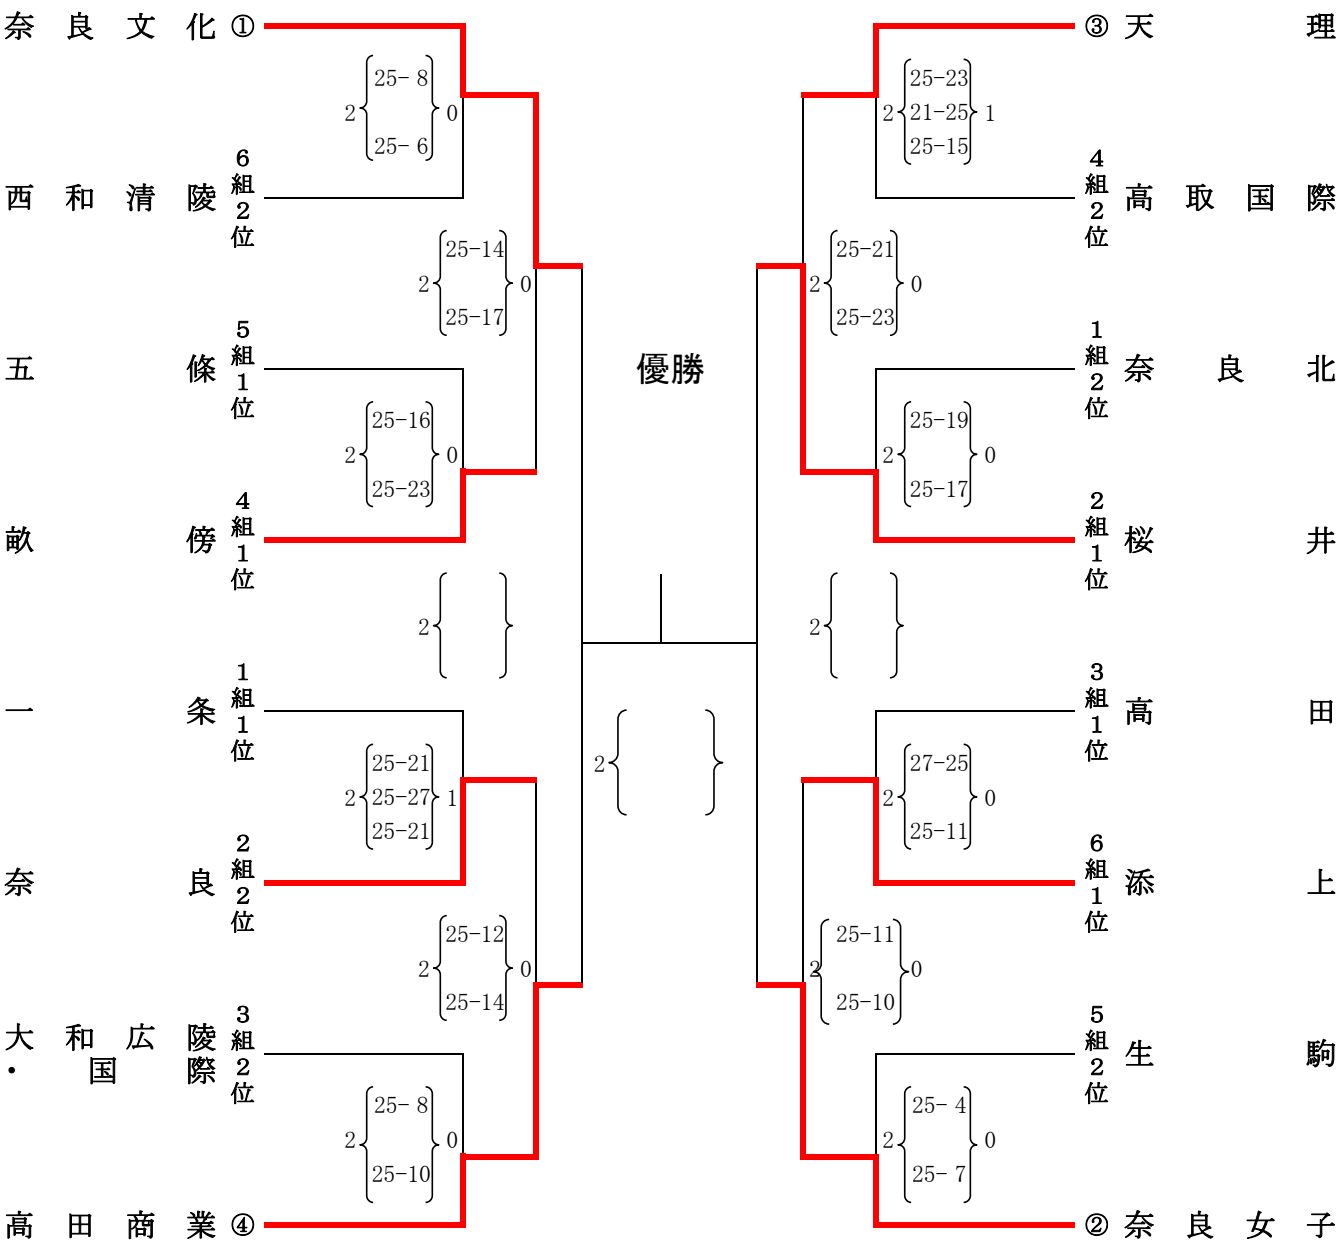 奈良文化 ①
25- 8
2 0
25- 6
西和清陵 6組2位
25-14
2 0
25-17
五條 5組1位
25-16
2 0
25-23
畝傍 4組1位
2
一条 1組1位
25-21
2 25-27 1
25-21
奈良 2組2位
25-12
2 0
25-14
大和広陵
・国際 3組2位
25- 8
2 0
25-10
高田商業 ④
優勝
2
③ 天理
25-23
2 21-25 1
25-15
4組2位 高取国際
25-21
2 0
25-23
1組2位 奈良北
25-19
2 0
25-17
2組1位 桜井
2
3組1位 高田
27-25
2 0
25-11
6組1位 添上
25-11
2 0
25-10
5組2位 生駒
25- 4
2 0
25- 7
② 奈良女子